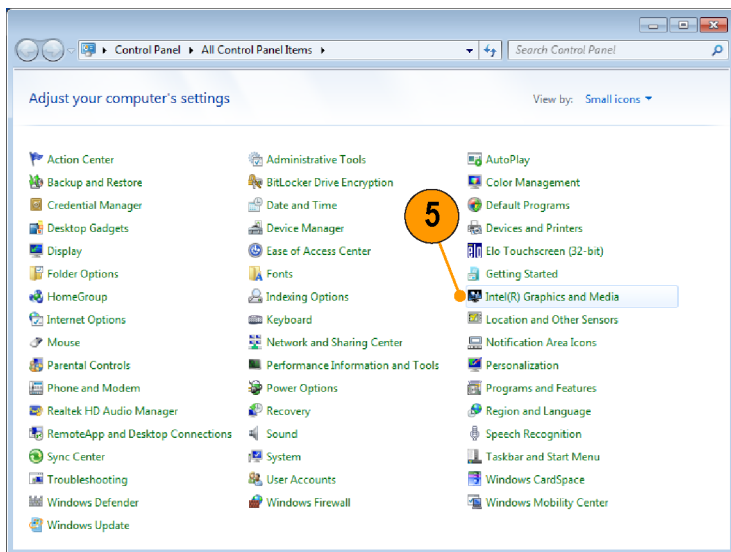 Control Panel ▸ All Control Panel Items ▸
Search Control Panel
Adjust your computer's settings
View by: Small icons
Action Center
Administrative Tools
AutoPlay
Backup and Restore
BitLocker Drive Encryption
Color Management
Credential Manager
Date and Time
5
Default Programs
Desktop Gadgets
Device Manager
Devices and Printers
Display
Ease of Access Center
Elo Touchscreen (32-bit)
Folder Options
Fonts
Getting Started
HomeGroup
Indexing Options
Intel(R) Graphics and Media
Internet Options
Keyboard
Location and Other Sensors
Mouse
Network and Sharing Center
Notification Area Icons
Parental Controls
Performance Information and Tools
Personalization
Phone and Modem
Power Options
Programs and Features
Realtek HD Audio Manager
Recovery
Region and Language
RemoteApp and Desktop Connections
Sound
Speech Recognition
Sync Center
System
Taskbar and Start Menu
Troubleshooting
User Accounts
Windows CardSpace
Windows Defender
Windows Firewall
Windows Mobility Center
Windows Update